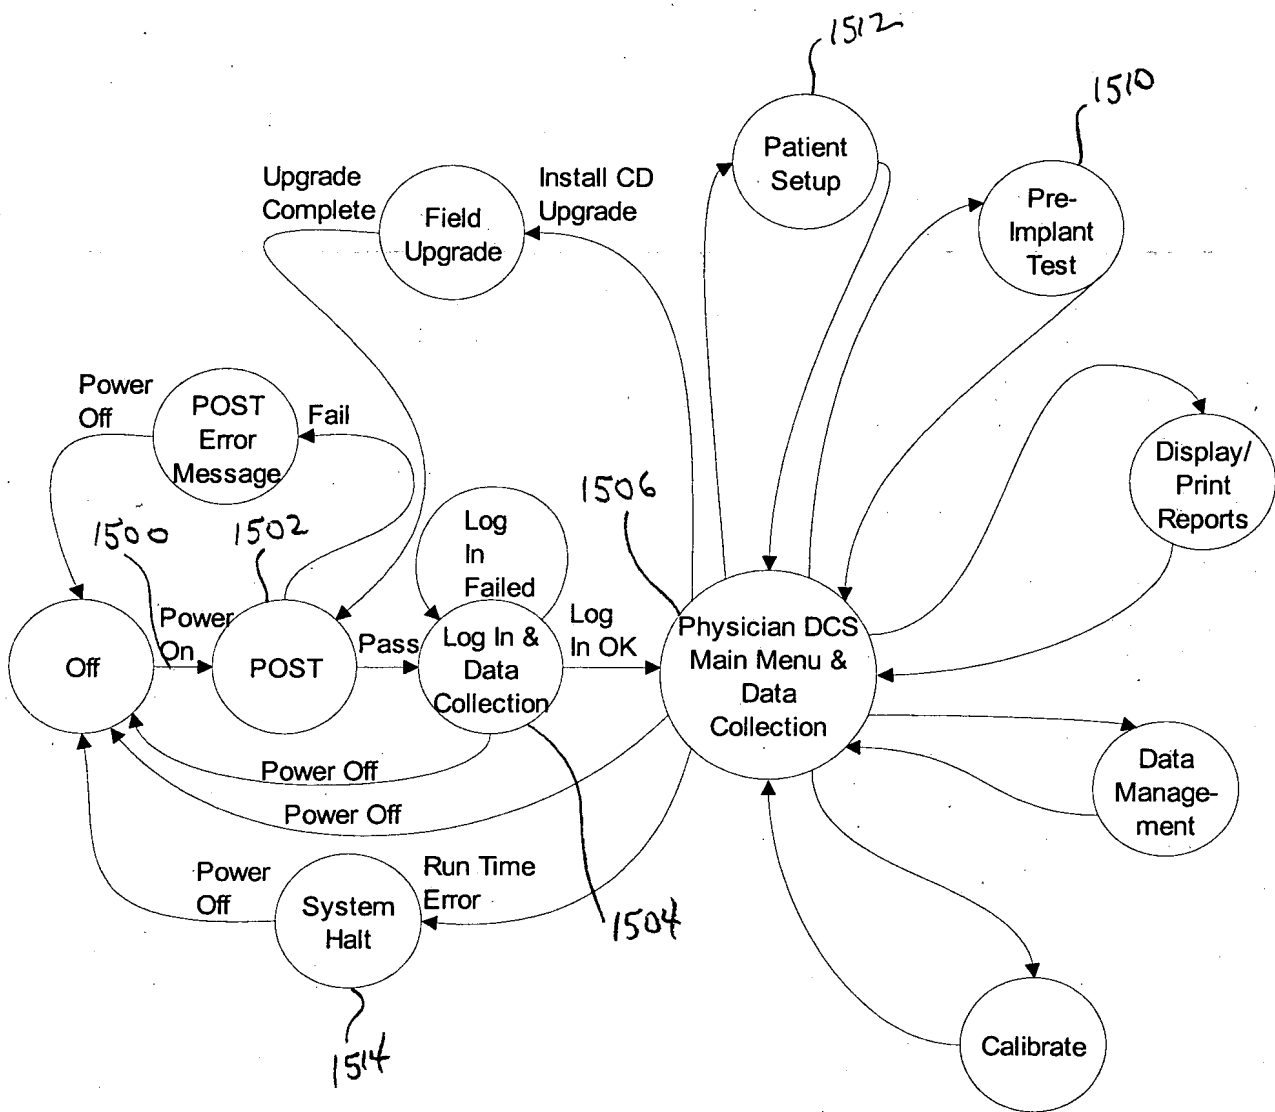 1512
1510
Patient
Setup
Pre-
Implant
Test
Upgrade
Complete
Field
Upgrade
Install CD
Upgrade
Power
Off
POST
Error
Message
Fail
Display/
Print
Reports
1500
1502
1506
Log
In
Failed
Off
Power
On
POST
Pass
Log In &
Data
Collection
Log
In OK
Physician DCS
Main Menu &
Data
Collection
Power Off
Power Off
Data
Manage-
ment
Power
Off
System
Halt
Run Time
Error
1504
1514
Calibrate